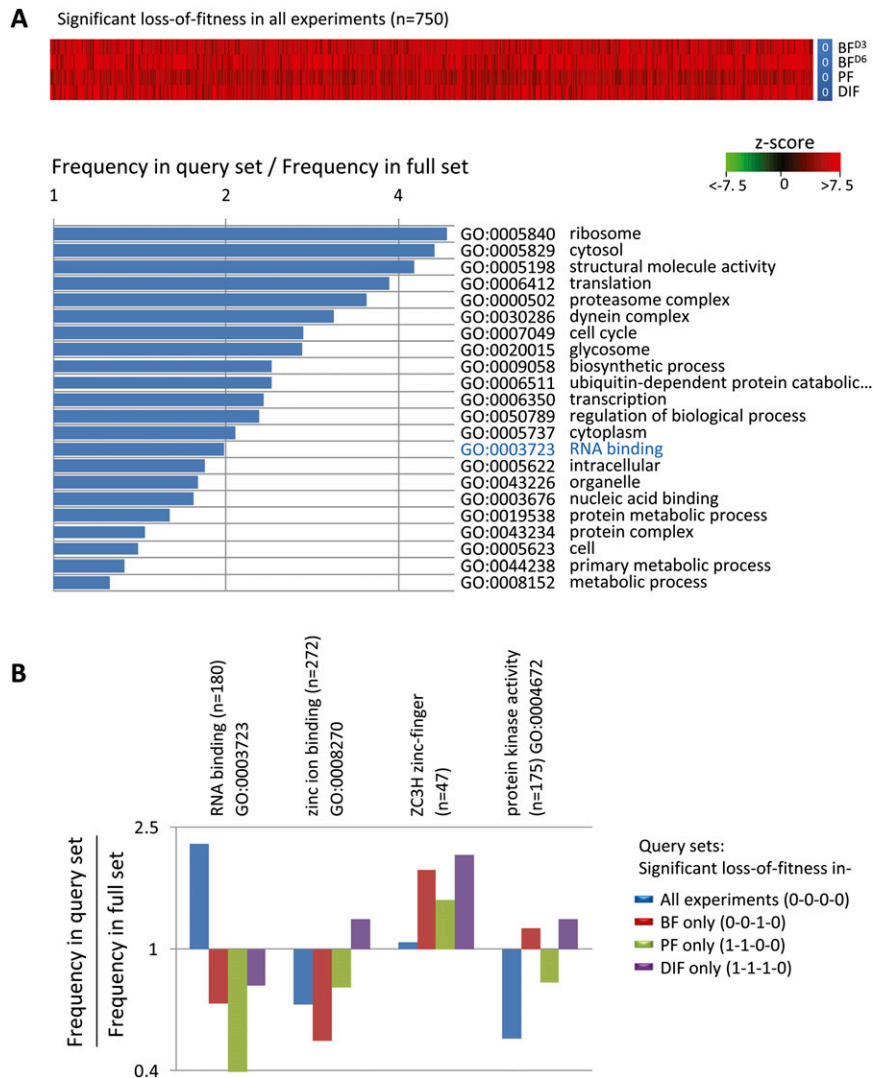 A
Significant loss-of-fitness in all experiments (n=750)
0 BF^D3
0 BF^D6
0 PF
0 DIF
z-score
<-7.5 0 >7.5
Frequency in query set / Frequency in full set
1 2 4
GO:0005840 ribosome
GO:0005829 cytosol
GO:0005198 structural molecule activity
GO:0006412 translation
GO:0000502 proteasome complex
GO:0030286 dynein complex
GO:0007049 cell cycle
GO:0020015 glycosome
GO:0009058 biosynthetic process
GO:0006511 ubiquitin-dependent protein catabolic...
GO:0006350 transcription
GO:0050789 regulation of biological process
GO:0005737 cytoplasm
GO:0003723 RNA binding
GO:0005622 intracellular
GO:0043226 organelle
GO:0003676 nucleic acid binding
GO:0019538 protein metabolic process
GO:0043234 protein complex
GO:0005623 cell
GO:0044238 primary metabolic process
GO:0008152 metabolic process
B
RNA binding (n=180)
GO:0003723
zinc ion binding (n=272)
GO:0008270
ZC3H zinc-finger
(n=47)
protein kinase activity
(n=175) GO:0004672
Frequency in query set
Frequency in full set
2.5
1
0.4
Query sets:
Significant loss-of-fitness in-
All experiments (0-0-0-0)
BF only (0-0-1-0)
PF only (1-1-0-0)
DIF only (1-1-1-0)